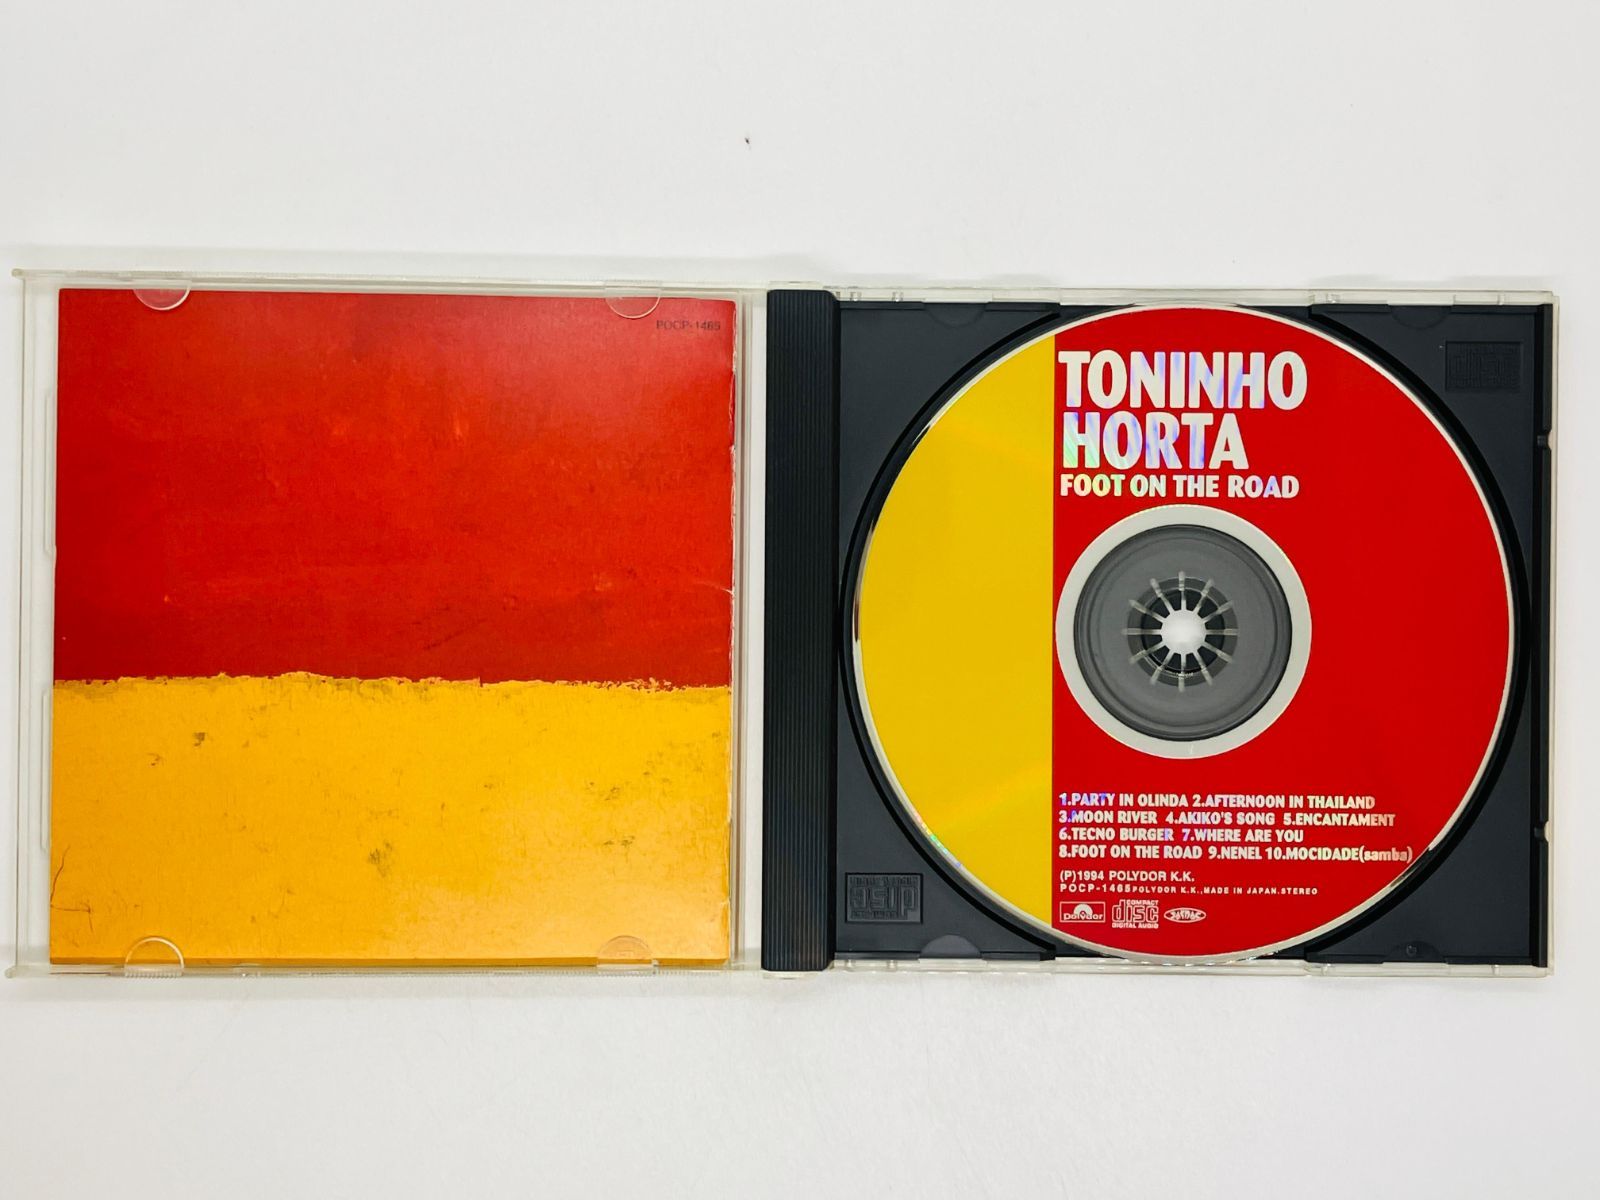 POCP-1465
TONINHO
HORTA
FOOT ON THE ROAD
1.PARTY IN OLINDA 2.AFTERNOON IN THAILAND
3.MOON RIVER 4.AKIKO'S SONG 5.ENCANTAMENT
6.TECNO BURGER 7.WHERE ARE YOU
8.FOOT ON THE ROAD 9.NENEL 10.MOCIDADE(samba)
(P)1994 POLYDOR K.K.
POCP-1465 POLYDOR K.K., MADE IN JAPAN. STEREO
polydor
COMPACT
disc
DIGITAL AUDIO